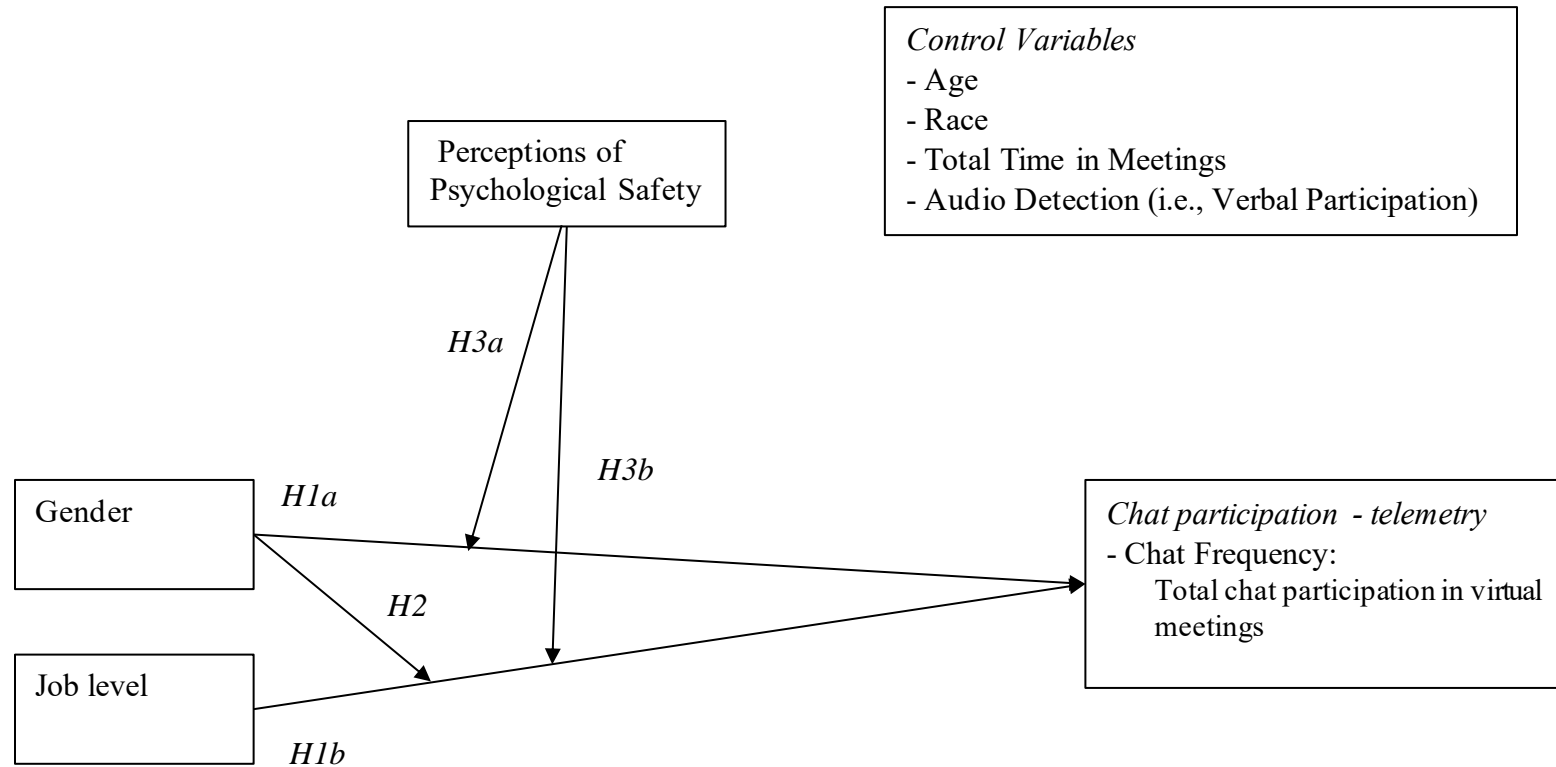 Control Variables
- Age
- Race
- Total Time in Meetings
- Audio Detection (i.e., Verbal Participation)
Perceptions of
Psychological Safety
H3a
H3b
Gender
H1a
H2
Job level
H1b
Chat participation - telemetry
- Chat Frequency:
Total chat participation in virtual
meetings